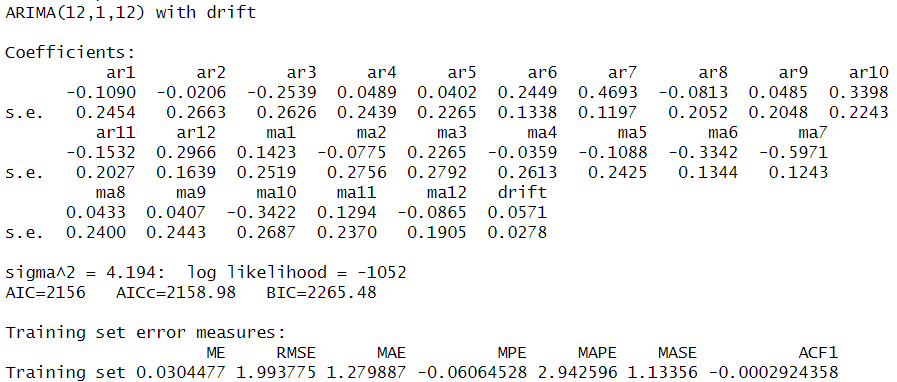 ARIMA(12,1,12) with drift
Coefficients:
ar1 ar2 ar3 ar4 ar5 ar6 ar7 ar8 ar9 ar10
-0.1090 -0.0206 -0.2539 0.0489 0.0402 0.2449 0.4693 -0.0813 0.0485 0.3398
s.e. 0.2454 0.2663 0.2626 0.2439 0.2265 0.1338 0.1197 0.2052 0.2048 0.2243
ar11 ar12 ma1 ma2 ma3 ma4 ma5 ma6 ma7
-0.1532 0.2966 0.1423 -0.0775 0.2265 -0.0359 -0.1088 -0.3342 -0.5971
s.e. 0.2027 0.1639 0.2519 0.2756 0.2792 0.2613 0.2425 0.1344 0.1243
ma8 ma9 ma10 ma11 ma12 drift
0.0433 0.0407 -0.3422 0.1294 -0.0865 0.0571
s.e. 0.2400 0.2443 0.2687 0.2370 0.1905 0.0278
sigma^2 = 4.194: log likelihood = -1052
AIC=2156 AICc=2158.98 BIC=2265.48
Training set error measures:
ME RMSE MAE MPE MAPE MASE ACF1
Training set 0.0304477 1.993775 1.279887 -0.06064528 2.942596 1.13356 -0.0002924358